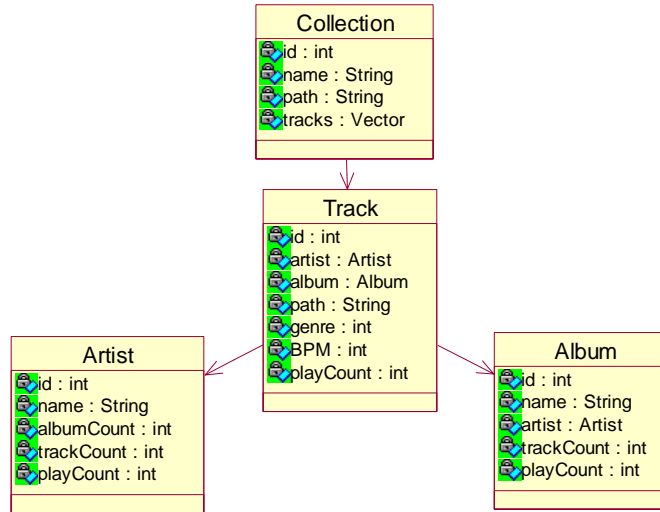 Collection
id : int
name : String
path : String
tracks : Vector
Track
id : int
artist : Artist
album : Album
path : String
genre : int
BPM : int
playCount : int
Artist
id : int
name : String
albumCount : int
trackCount : int
playCount : int
Album
id : int
name : String
artist : Artist
trackCount : int
playCount : int